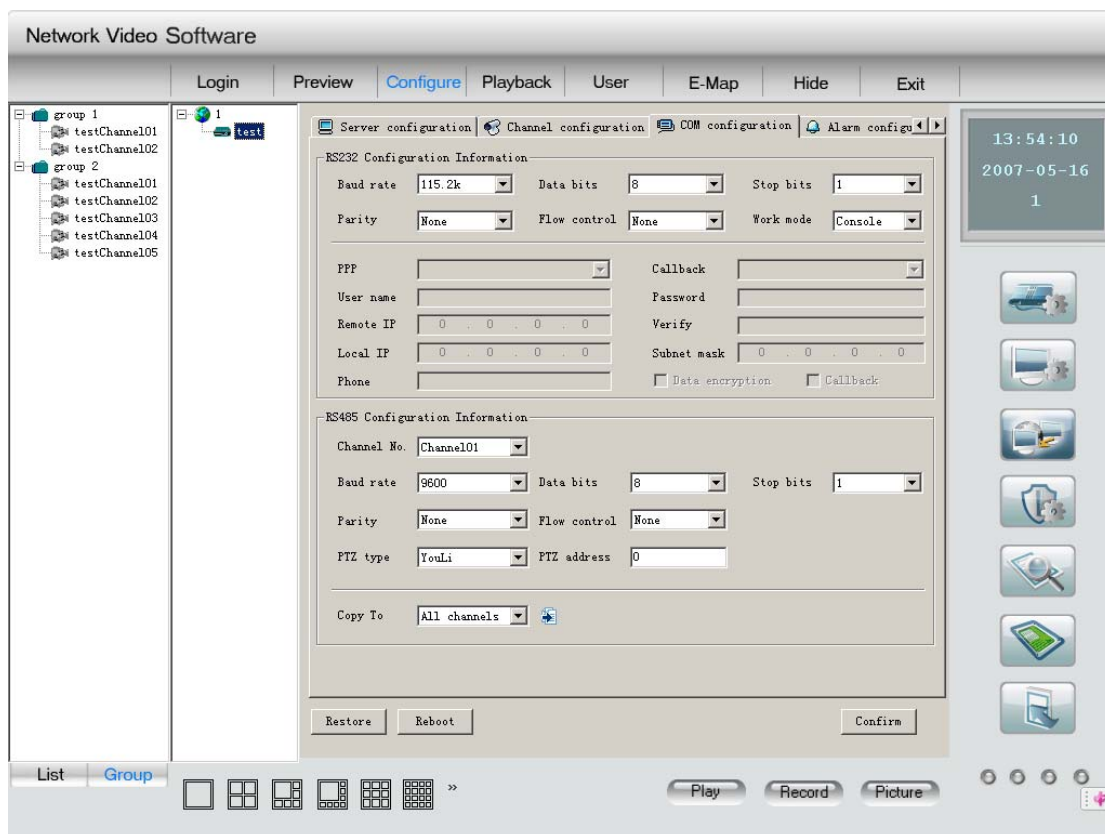 Network Video Software
Login Preview Configure Playback User E-Map Hide Exit
group 1
testChannel01
testChannel02
group 2
testChannel01
testChannel02
testChannel03
testChannel04
testChannel05
1
test
Server configuration Channel configuration COM configuration Alarm configu
RS232 Configuration Information
Baud rate 115.2k Data bits 8 Stop bits 1
Parity None Flow control None Work mode Console
PPP Callback
User name Password
Remote IP 0 . 0 . 0 . 0 Verify
Local IP 0 . 0 . 0 . 0 Subnet mask 0 . 0 . 0 . 0
Phone Data encryption Callback
RS485 Configuration Information
Channel No. Channel01
Baud rate 9600 Data bits 8 Stop bits 1
Parity None Flow control None
PTZ type YouLi PTZ address 0
Copy To All channels
Restore Reboot Confirm
13:54:10
2007-05-16
1
List Group
»
Play Record Picture